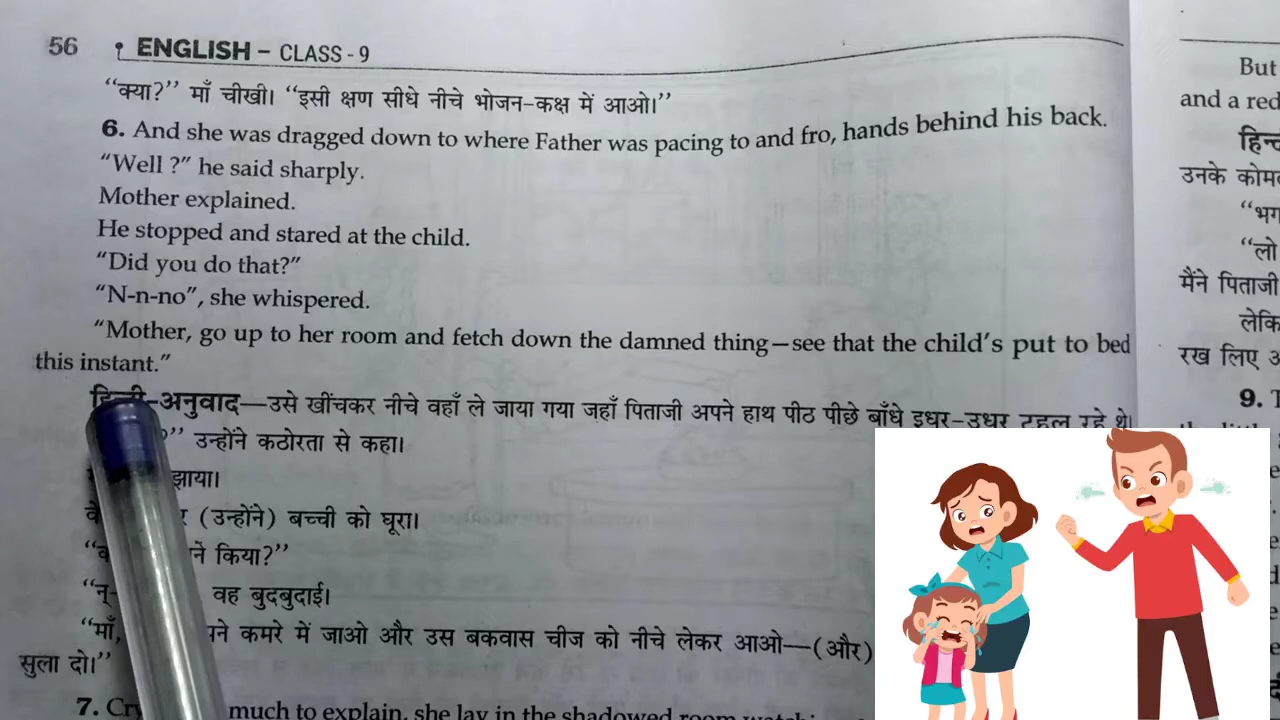 56 ENGLISH – CLASS - 9
“क्या?” माँ चीखी। “इसी क्षण सीधे नीचे भोजन-कक्ष में आओ।”
6. And she was dragged down to where Father was pacing to and fro, hands behind his back.
“Well ?” he said sharply.
Mother explained.
He stopped and stared at the child.
“Did you do that?”
“N-n-no”, she whispered.
“Mother, go up to her room and fetch down the damned thing—see that the child’s put to bed
this instant.”
हिन्दी-अनुवाद—उसे खींचकर नीचे वहाँ ले जाया गया जहाँ पिताजी अपने हाथ पीठ पीछे बाँधे इधर-उधर टहल रहे थे।
उन्होंने कठोरता से कहा।
(उन्होंने) बच्ची को घूरा।
किया?”
वह बुदबुदाई।
“माँ, कमरे में जाओ और उस बकवास चीज को नीचे लेकर आओ—(और)
सुला दो।”
7. much to explain, she lay in the shadowed room
But
and a red
उनके
“लो
मैंने पिताजी
रख लिए
9.